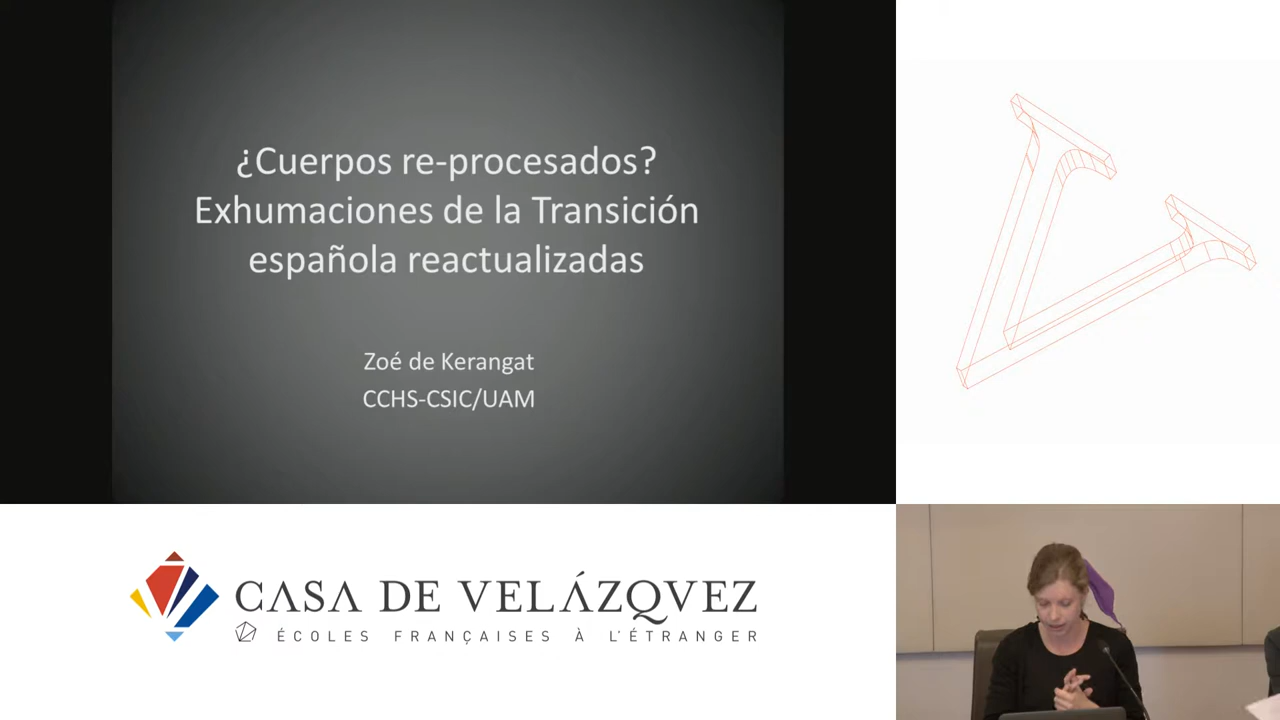 ¿Cuerpos re-procesados?
Exhumaciones de la Transición
española reactualizadas
Zoé de Kerangat
CCHS-CSIC/UAM
CASA DE VELÁZQVEZ
ÉCOLES FRANÇAISES À L'ÉTRANGER